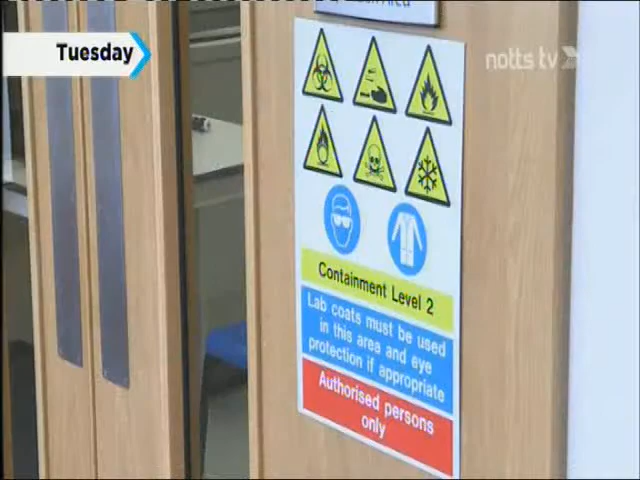 Area
Tuesday
notts tv
Containment Level 2
Lab coats must be used
in this area and eye
protection if appropriate
Authorised persons
only